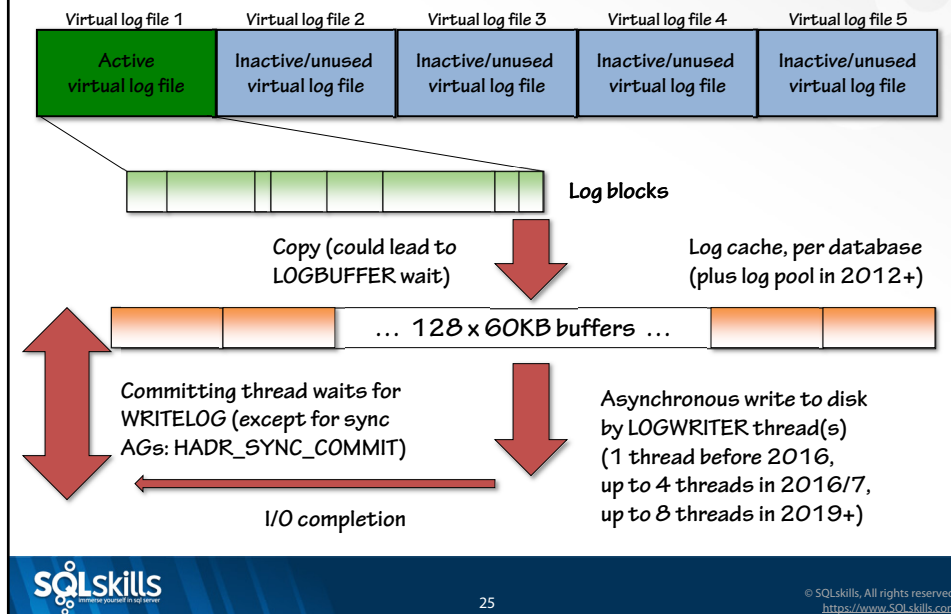 Virtual log file 1
Virtual log file 2
Virtual log file 3
Virtual log file 4
Virtual log file 5
Active
virtual log file
Inactive/unused
virtual log file
Inactive/unused
virtual log file
Inactive/unused
virtual log file
Inactive/unused
virtual log file
Log blocks
Copy (could lead to
LOGBUFFER wait)
Log cache, per database
(plus log pool in 2012+)
... 128 x 60KB buffers ...
Committing thread waits for
WRITELOG (except for sync
AGs: HADR_SYNC_COMMIT)
Asynchronous write to disk
by LOGWRITER thread(s)
(1 thread before 2016,
up to 4 threads in 2016/7,
up to 8 threads in 2019+)
I/O completion
SQLskills
immerse yourself in sql server
25
© SQLskills, All rights reserved
https://www.SQLskills.com